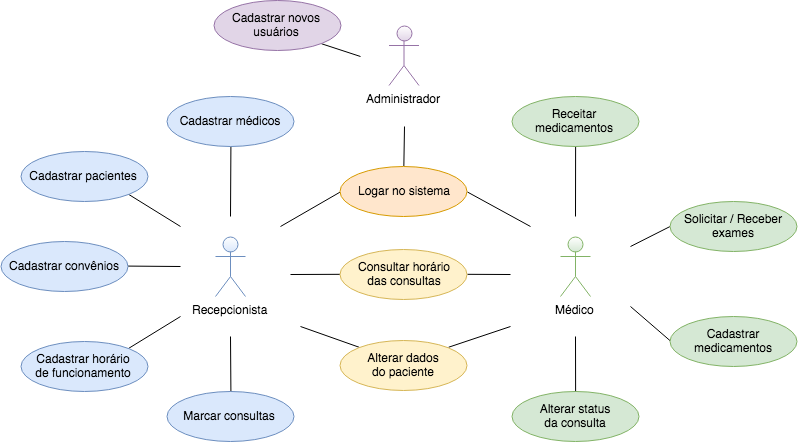 Cadastrar novos
usuários
Administrador
Cadastrar médicos
Receitar
medicamentos
Cadastrar pacientes
Logar no sistema
Solicitar / Receber
exames
Cadastrar convênios
Consultar horário
das consultas
Recepcionista
Médico
Cadastrar horário
de funcionamento
Alterar dados
do paciente
Cadastrar
medicamentos
Marcar consultas
Alterar status
da consulta